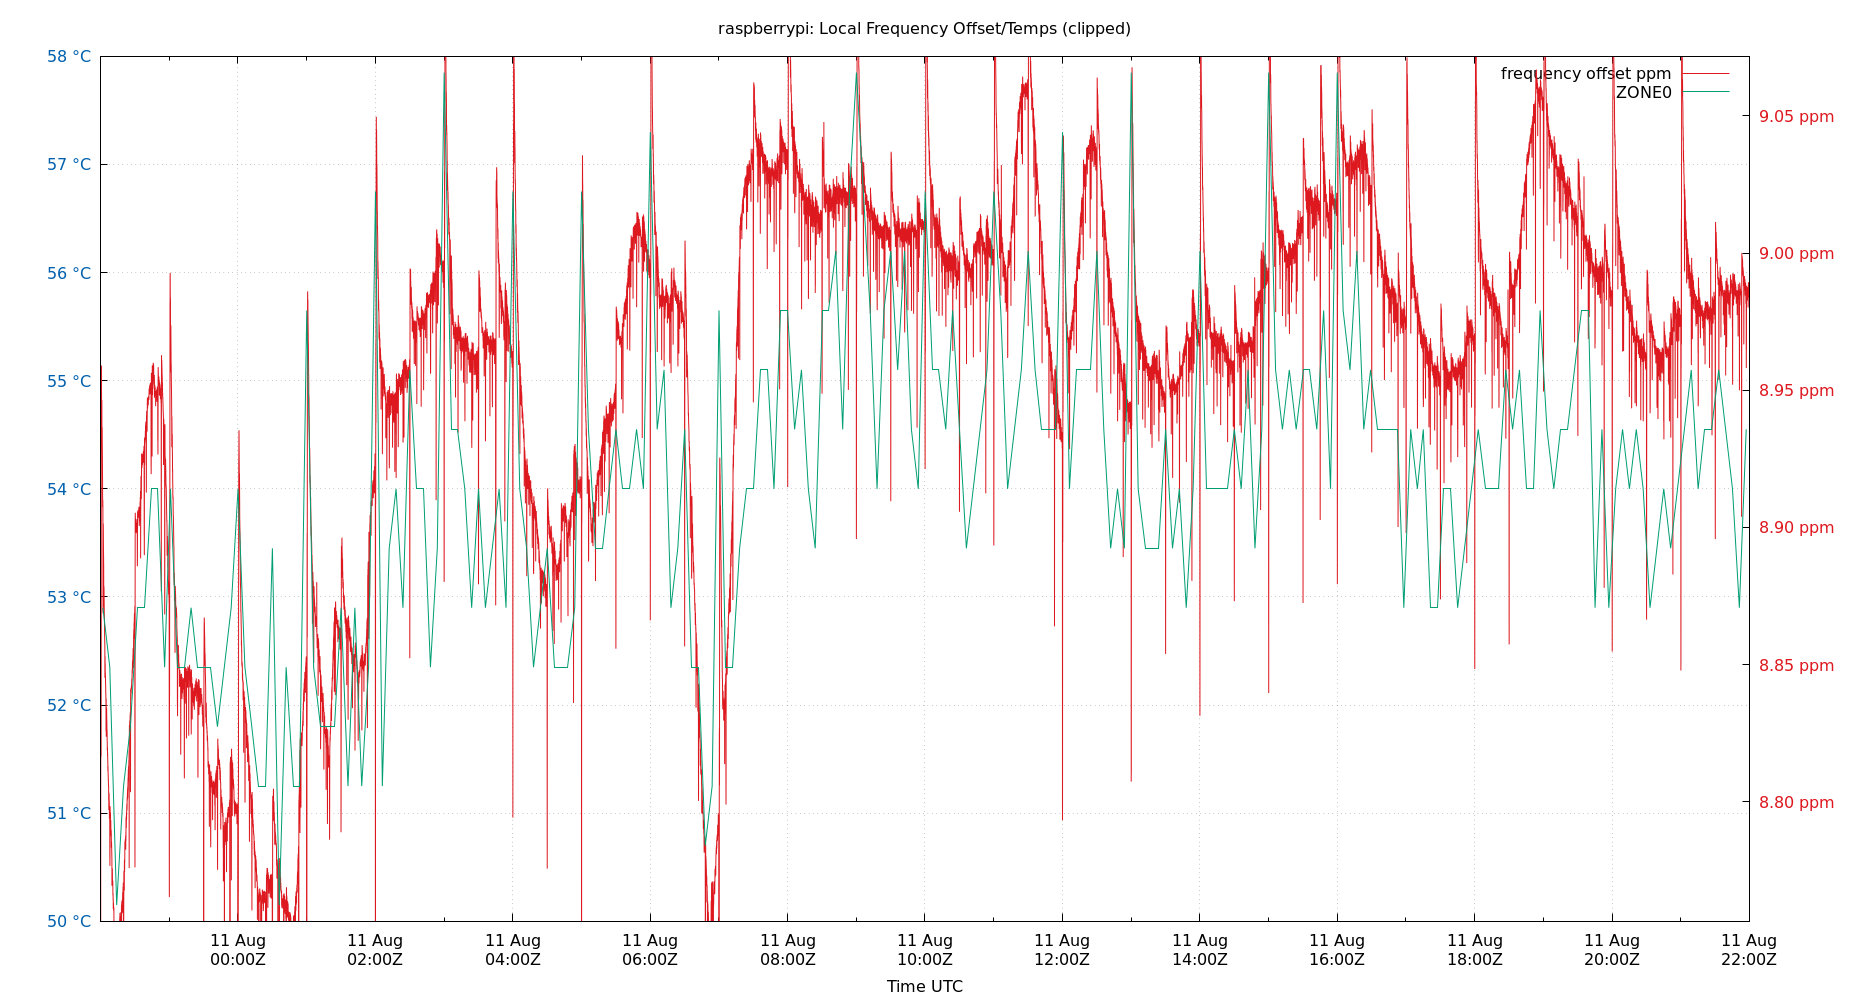 raspberrypi: Local Frequency Offset/Temps (clipped)
58 °C
57 °C
56 °C
55 °C
54 °C
53 °C
52 °C
51 °C
50 °C
frequency offset ppm
ZONE0
9.05 ppm
9.00 ppm
8.95 ppm
8.90 ppm
8.85 ppm
8.80 ppm
11 Aug 11 Aug 11 Aug 11 Aug 11 Aug 11 Aug 11 Aug 11 Aug 11 Aug 11 Aug 11 Aug 11 Aug
00:00Z 02:00Z 04:00Z 06:00Z 08:00Z 10:00Z 12:00Z 14:00Z 16:00Z 18:00Z 20:00Z 22:00Z
Time UTC